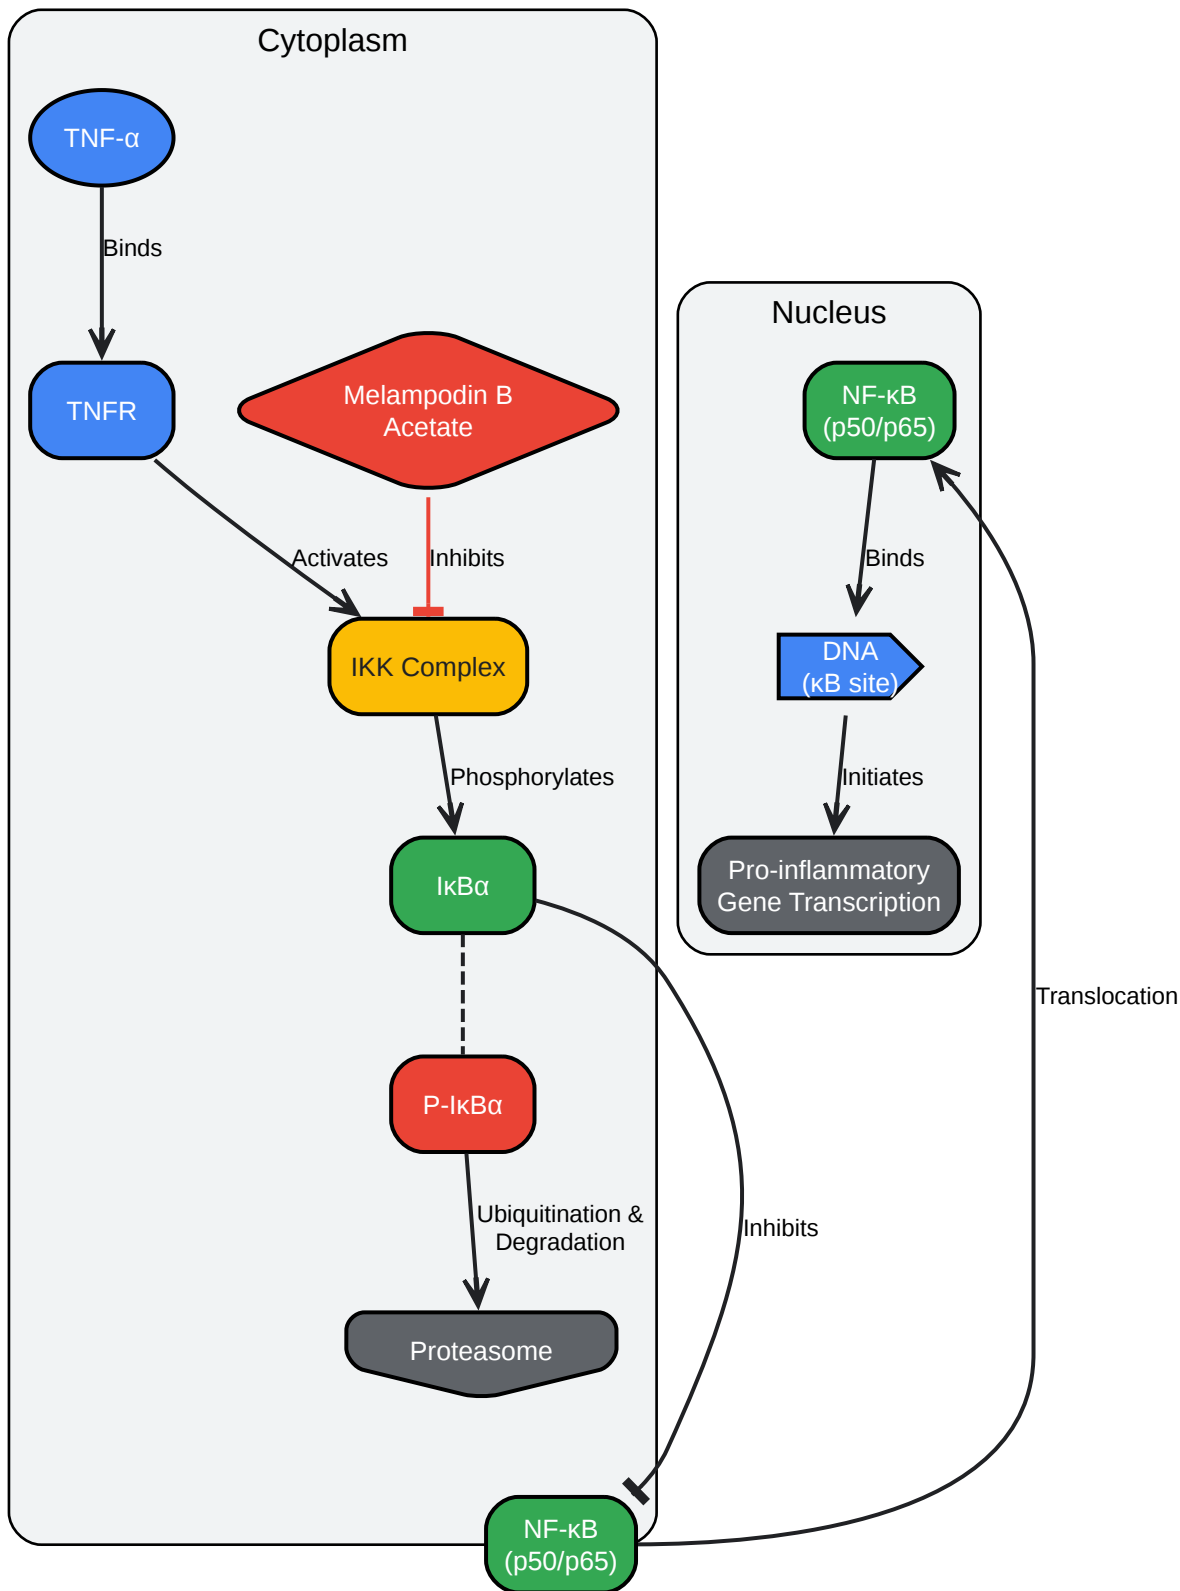 Cytoplasm
TNF-α
Binds
TNFR
Melampodin B
Acetate
Activates
Inhibits
IKK Complex
Phosphorylates
IκBα
P-IκBα
Ubiquitination &
Degradation
Proteasome
Inhibits
NF-κB
(p50/p65)
Translocation
Nucleus
NF-κB
(p50/p65)
Binds
DNA
(κB site)
Initiates
Pro-inflammatory
Gene Transcription